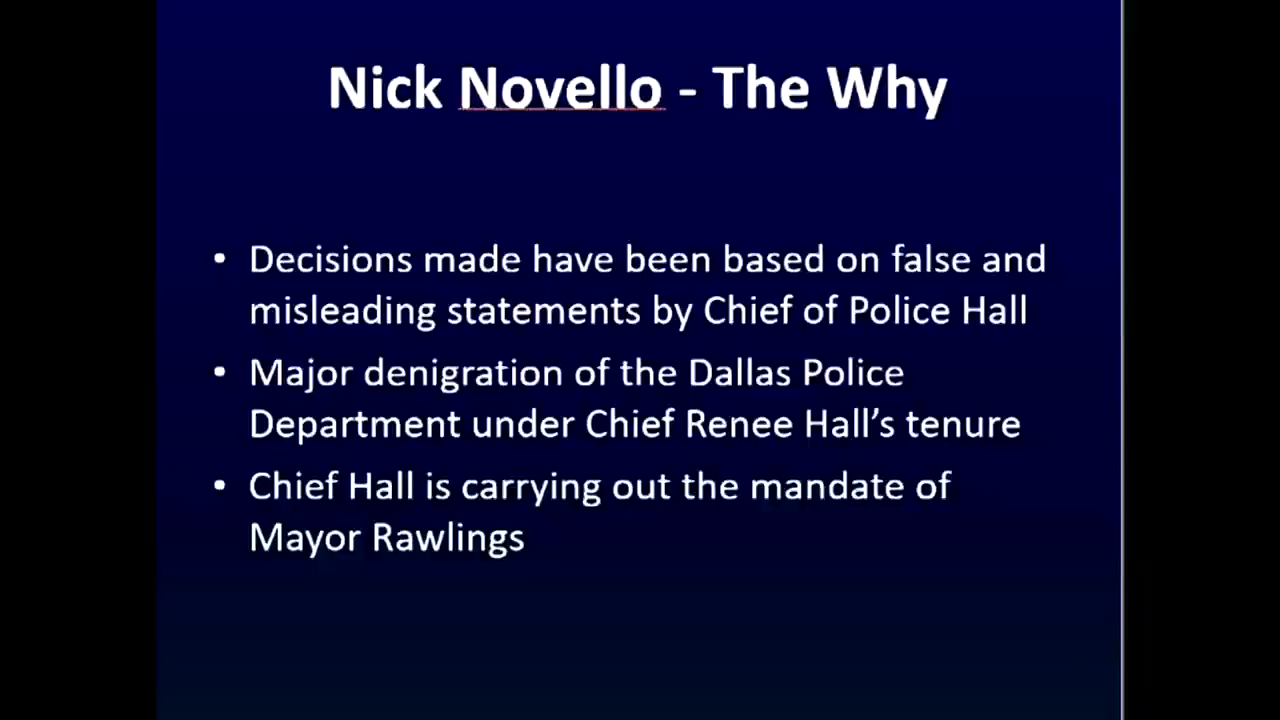 Nick Novello - The Why
• Decisions made have been based on false and
misleading statements by Chief of Police Hall
• Major denigration of the Dallas Police
Department under Chief Renee Hall’s tenure
• Chief Hall is carrying out the mandate of
Mayor Rawlings